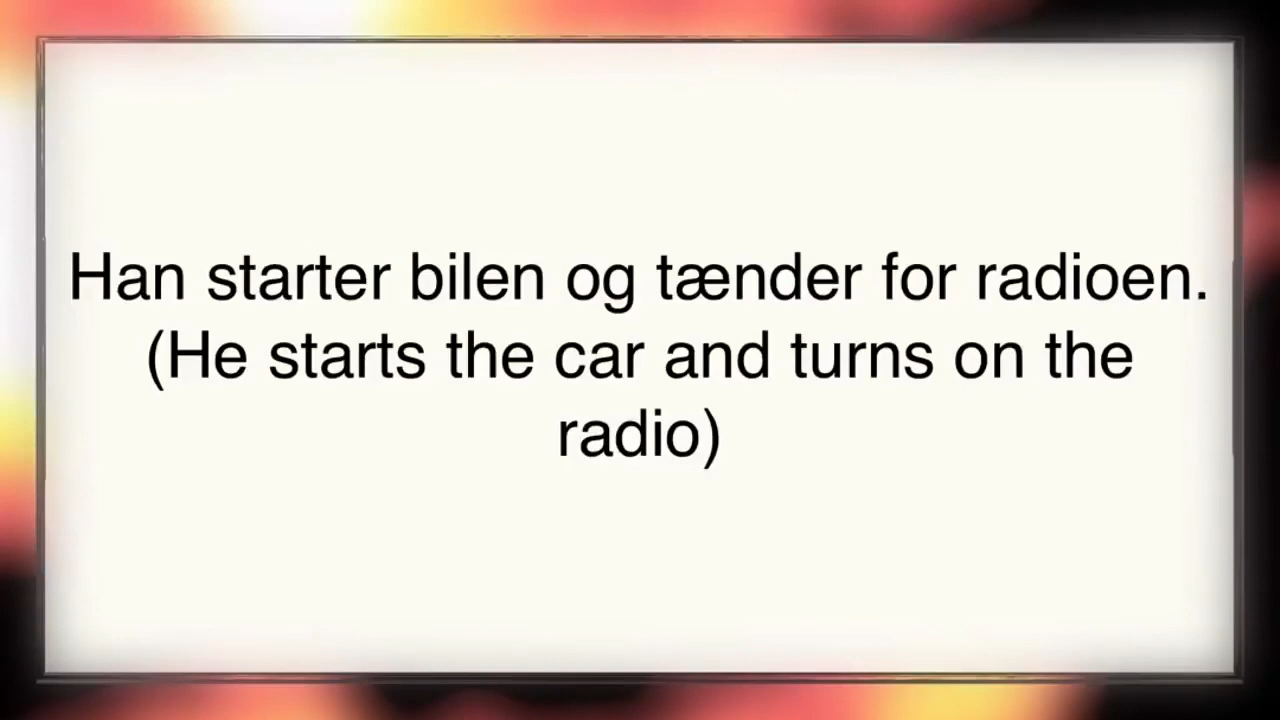 Han starter bilen og tænder for radioen.
(He starts the car and turns on the
radio)